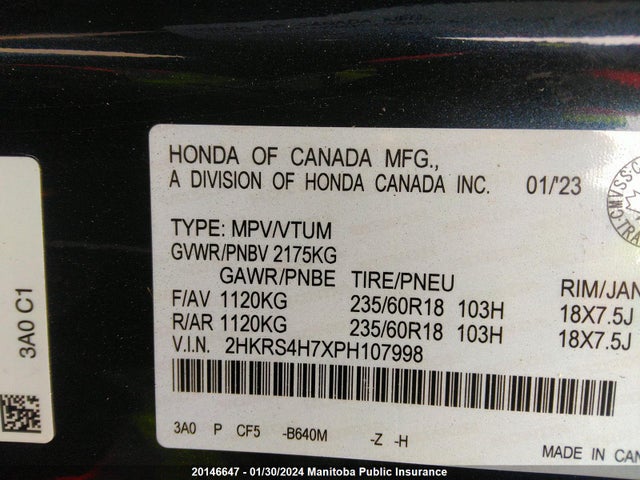 HONDA OF CANADA MFG.,
A DIVISION OF HONDA CANADA INC. 01/'23
TYPE: MPV/VTUM
GVWR/PNBV 2175KG
GAWR/PNBE TIRE/PNEU RIM/JAN
F/AV 1120KG 235/60R18 103H 18X7.5J
R/AR 1120KG 235/60R18 103H 18X7.5J
V.I.N. 2HKRS4H7XPH107998
3A0 P CF5 -B640M -Z -H
MADE IN CAN
3A0 C1
CMVSS
20146647 - 01/30/2024 Manitoba Public Insurance